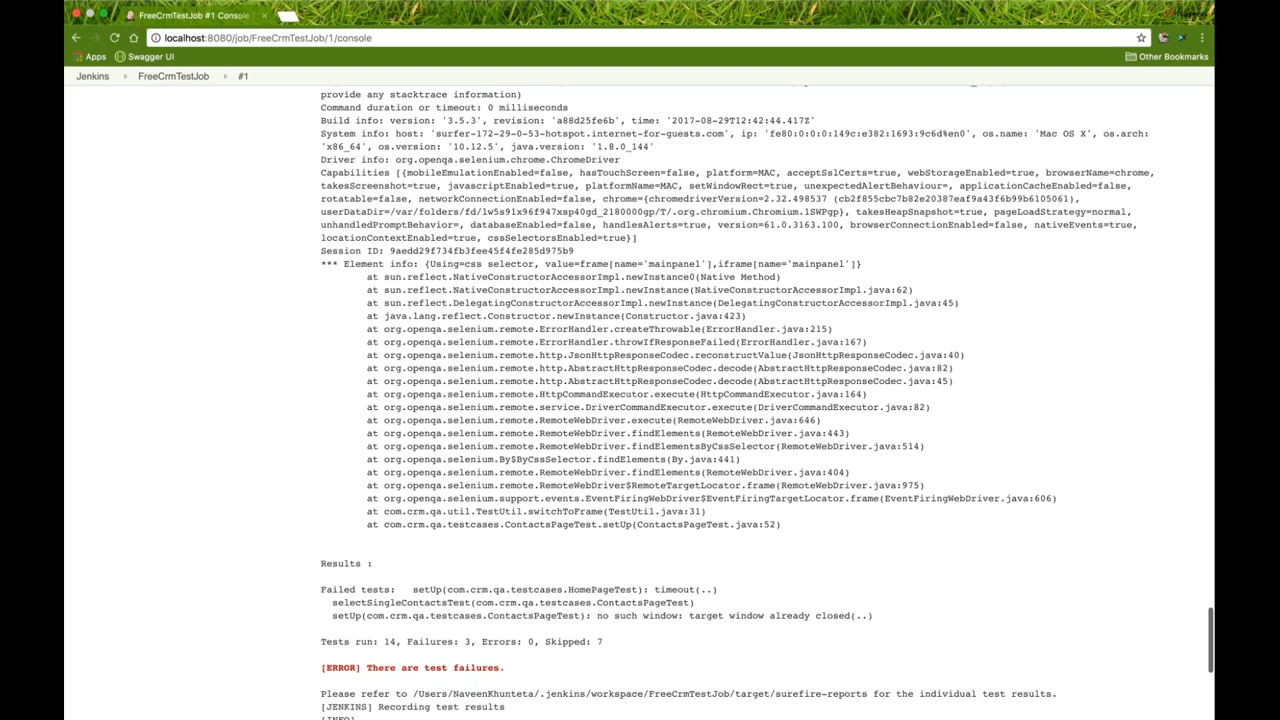 FreeCrmTestJob #1 Console
localhost:8080/job/FreeCrmTestJob/1/console
Apps Swagger UI Other Bookmarks
Jenkins FreeCrmTestJob #1
provide any stacktrace information)
Command duration or timeout: 0 milliseconds
Build info: version: '3.5.3', revision: 'a88d25fe6b', time: '2017-08-29T12:42:44.417Z'
System info: host: 'surfer-172-29-0-53-hotspot.internet-for-guests.com', ip: 'fe80:0:0:0:149c:e382:1693:9c6d%en0', os.name: 'Mac OS X', os.arch:
'x86_64', os.version: '10.12.5', java.version: '1.8.0_144'
Driver info: org.openqa.selenium.chrome.ChromeDriver
Capabilities [{mobileEmulationEnabled=false, hasTouchScreen=false, platform=MAC, acceptSslCerts=true, webStorageEnabled=true, browserName=chrome,
takesScreenshot=true, javascriptEnabled=true, platformName=MAC, setWindowRect=true, unexpectedAlertBehaviour=, applicationCacheEnabled=false,
rotatable=false, networkConnectionEnabled=false, chrome={chromedriverVersion=2.32.498537 (cb2f855cbc7b82e20387eaf9a43f6b99b6105061),
userDataDir=/var/folders/fd/lw5s91x96f947xsp40gd_2180000gp/T/.org.chromium.Chromium.1SWPgp}, takesHeapSnapshot=true, pageLoadStrategy=normal,
unhandledPromptBehavior=, databaseEnabled=false, handlesAlerts=true, version=61.0.3163.100, browserConnectionEnabled=false, nativeEvents=true,
locationContextEnabled=true, cssSelectorsEnabled=true}]
Session ID: 9aedd29f734fb3fee45f4fe285d975b9
*** Element info: {Using=css selector, value=frame[name='mainpanel'],iframe[name='mainpanel']}
at sun.reflect.NativeConstructorAccessorImpl.newInstance0(Native Method)
at sun.reflect.NativeConstructorAccessorImpl.newInstance(NativeConstructorAccessorImpl.java:62)
at sun.reflect.DelegatingConstructorAccessorImpl.newInstance(DelegatingConstructorAccessorImpl.java:45)
at java.lang.reflect.Constructor.newInstance(Constructor.java:423)
at org.openqa.selenium.remote.ErrorHandler.createThrowable(ErrorHandler.java:215)
at org.openqa.selenium.remote.ErrorHandler.throwIfResponseFailed(ErrorHandler.java:167)
at org.openqa.selenium.remote.http.JsonHttpResponseCodec.reconstructValue(JsonHttpResponseCodec.java:40)
at org.openqa.selenium.remote.http.AbstractHttpResponseCodec.decode(AbstractHttpResponseCodec.java:82)
at org.openqa.selenium.remote.http.AbstractHttpResponseCodec.decode(AbstractHttpResponseCodec.java:45)
at org.openqa.selenium.remote.HttpCommandExecutor.execute(HttpCommandExecutor.java:164)
at org.openqa.selenium.remote.service.DriverCommandExecutor.execute(DriverCommandExecutor.java:82)
at org.openqa.selenium.remote.RemoteWebDriver.execute(RemoteWebDriver.java:646)
at org.openqa.selenium.remote.RemoteWebDriver.findElements(RemoteWebDriver.java:443)
at org.openqa.selenium.remote.RemoteWebDriver.findElementsByCssSelector(RemoteWebDriver.java:514)
at org.openqa.selenium.By$ByCssSelector.findElements(By.java:441)
at org.openqa.selenium.remote.RemoteWebDriver.findElements(RemoteWebDriver.java:404)
at org.openqa.selenium.remote.RemoteWebDriver$RemoteTargetLocator.frame(RemoteWebDriver.java:975)
at org.openqa.selenium.support.events.EventFiringWebDriver$EventFiringTargetLocator.frame(EventFiringWebDriver.java:606)
at com.crm.qa.util.TestUtil.switchToFrame(TestUtil.java:31)
at com.crm.qa.testcases.ContactsPageTest.setUp(ContactsPageTest.java:52)
Results :
Failed tests: setUp(com.crm.qa.testcases.HomePageTest): timeout(..)
selectSingleContactsTest(com.crm.qa.testcases.ContactsPageTest)
setUp(com.crm.qa.testcases.ContactsPageTest): no such window: target window already closed(..)
Tests run: 14, Failures: 3, Errors: 0, Skipped: 7
[ERROR] There are test failures.
Please refer to /Users/NaveenKhunteta/.jenkins/workspace/FreeCrmTestJob/target/surefire-reports for the individual test results.
[JENKINS] Recording test results